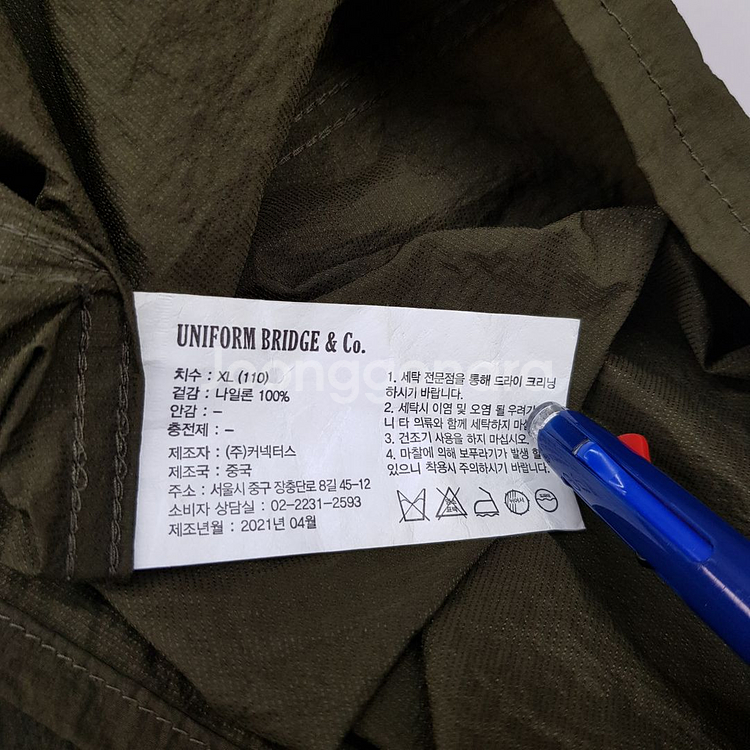 UNIFORM BRIDGE & Co.
치수 : XL (110)
겉감 : 나일론 100%
안감 : –
충전제 : –
제조자 : (주)커넥터스
제조국 : 중국
주소 : 서울시 중구 장충단로 8길 45-12
소비자 상담실 : 02-2231-2593
제조년월 : 2021년 04월
1. 세탁 전문점을 통해 드라이 크리닝
하시기 바랍니다.
2. 세탁시 이염 및 오염 될 우려가
니 타 의류와 함께 세탁하지
3. 건조기 사용을 하지 마십시오.
4. 마찰에 의해 보푸라기가 발생 할
있으니 착용시 주의하시기 바랍니다.